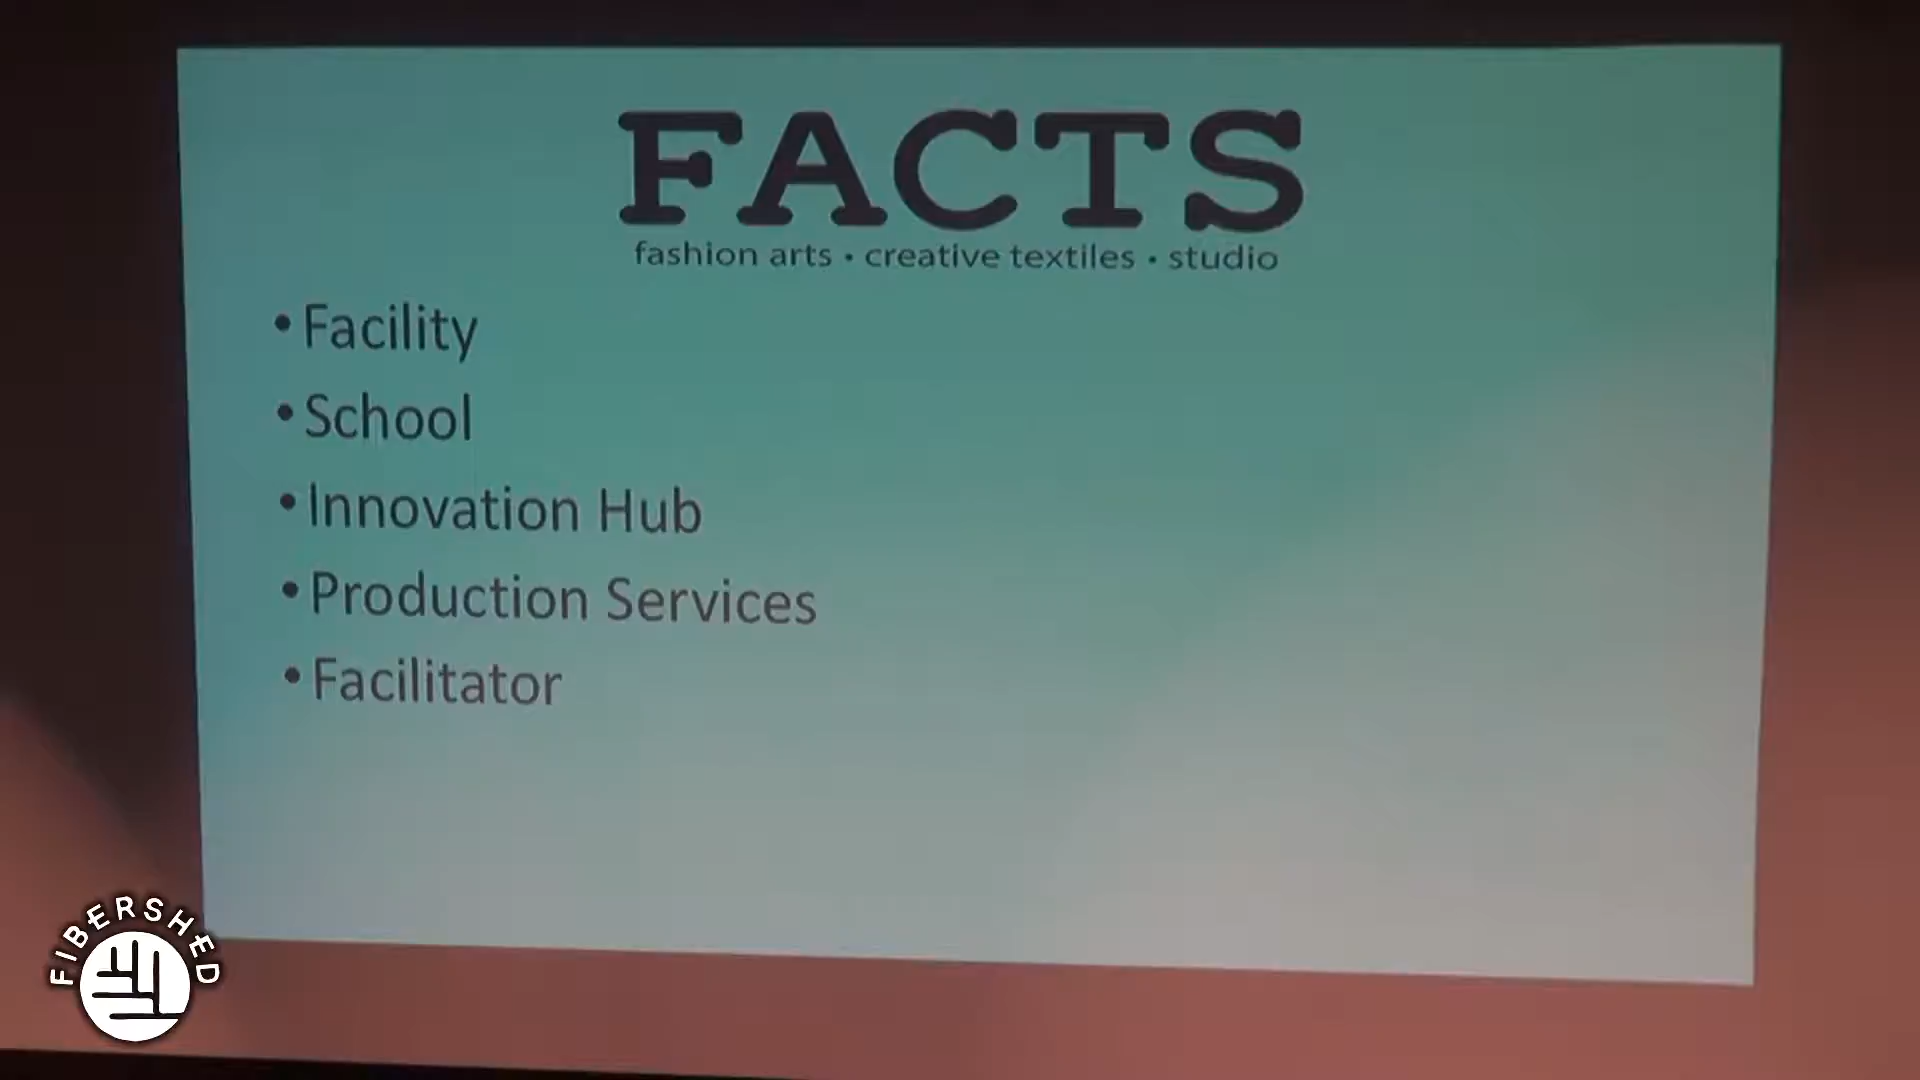 FACTS
fashion arts • creative textiles • studio
• Facility
• School
• Innovation Hub
• Production Services
• Facilitator
FIBERSHED